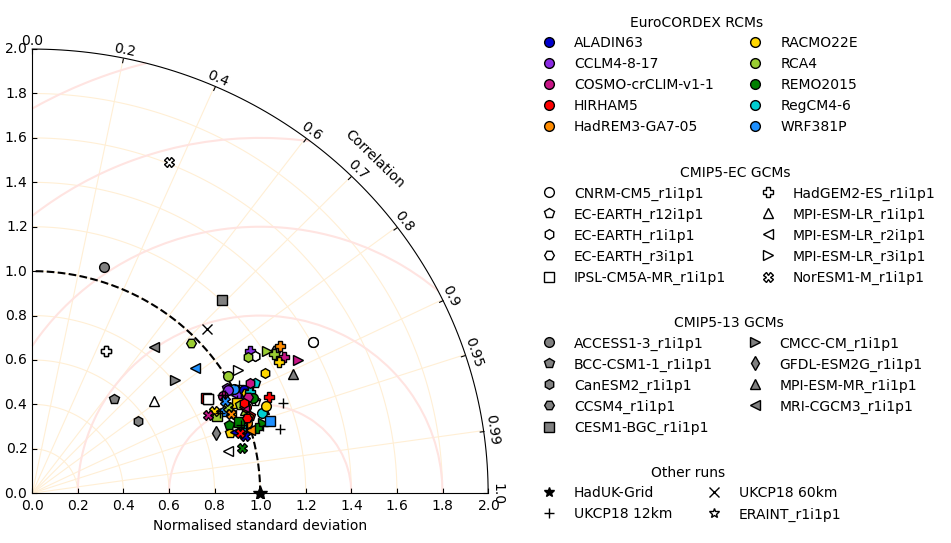 0.0
0.2
0.4
0.6
Correlation
0.7
0.8
0.9
0.95
0.99
1.0
2.0
1.8
1.6
1.4
1.2
1.0
0.8
0.6
0.4
0.2
0.0
0.0 0.2 0.4 0.6 0.8 1.0 1.2 1.4 1.6 1.8 2.0
Normalised standard deviation
EuroCORDEX RCMs
ALADIN63 RACMO22E
CCLM4-8-17 RCA4
COSMO-crCLIM-v1-1 REMO2015
HIRHAM5 RegCM4-6
HadREM3-GA7-05 WRF381P
CMIP5-EC GCMs
CNRM-CM5_r1i1p1 HadGEM2-ES_r1i1p1
EC-EARTH_r12i1p1 MPI-ESM-LR_r1i1p1
EC-EARTH_r1i1p1 MPI-ESM-LR_r2i1p1
EC-EARTH_r3i1p1 MPI-ESM-LR_r3i1p1
IPSL-CM5A-MR_r1i1p1 NorESM1-M_r1i1p1
CMIP5-13 GCMs
ACCESS1-3_r1i1p1 CMCC-CM_r1i1p1
BCC-CSM1-1_r1i1p1 GFDL-ESM2G_r1i1p1
CanESM2_r1i1p1 MPI-ESM-MR_r1i1p1
CCSM4_r1i1p1 MRI-CGCM3_r1i1p1
CESM1-BGC_r1i1p1
Other runs
HadUK-Grid UKCP18 60km
UKCP18 12km ERAINT_r1i1p1